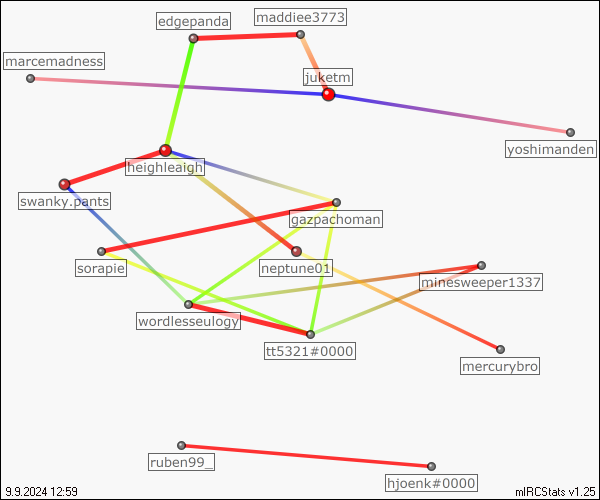 maddiee3773
edgepanda
marcemadness
juketm
yoshimanden
heighleaigh
swanky.pants
gazpachoman
sorapie
neptune01
minesweeper1337
wordlesseulogy
tt5321#0000
mercurybro
ruben99_
hjoenk#0000
9.9.2024 12:59
mIRCStats v1.25